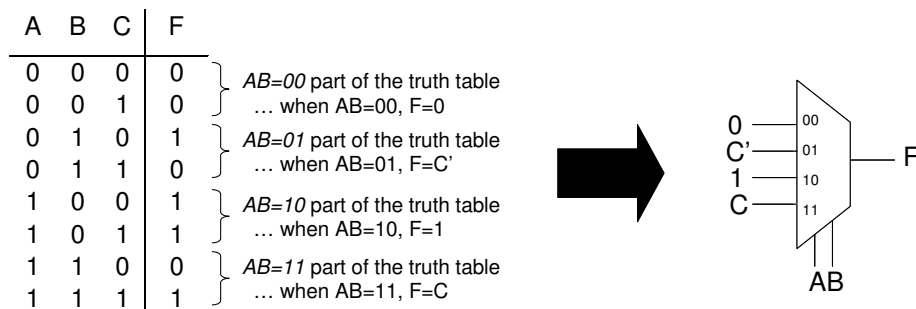 A B C F
0 0 0 0
0 0 1 0
AB=00 part of the truth table
… when AB=00, F=0
0 1 0 1
0 1 1 0
AB=01 part of the truth table
… when AB=01, F=C’
1 0 0 1
1 0 1 1
AB=10 part of the truth table
… when AB=10, F=1
1 1 0 0
1 1 1 1
AB=11 part of the truth table
… when AB=11, F=C
0 00
C’ 01
1 10
C 11
F
AB